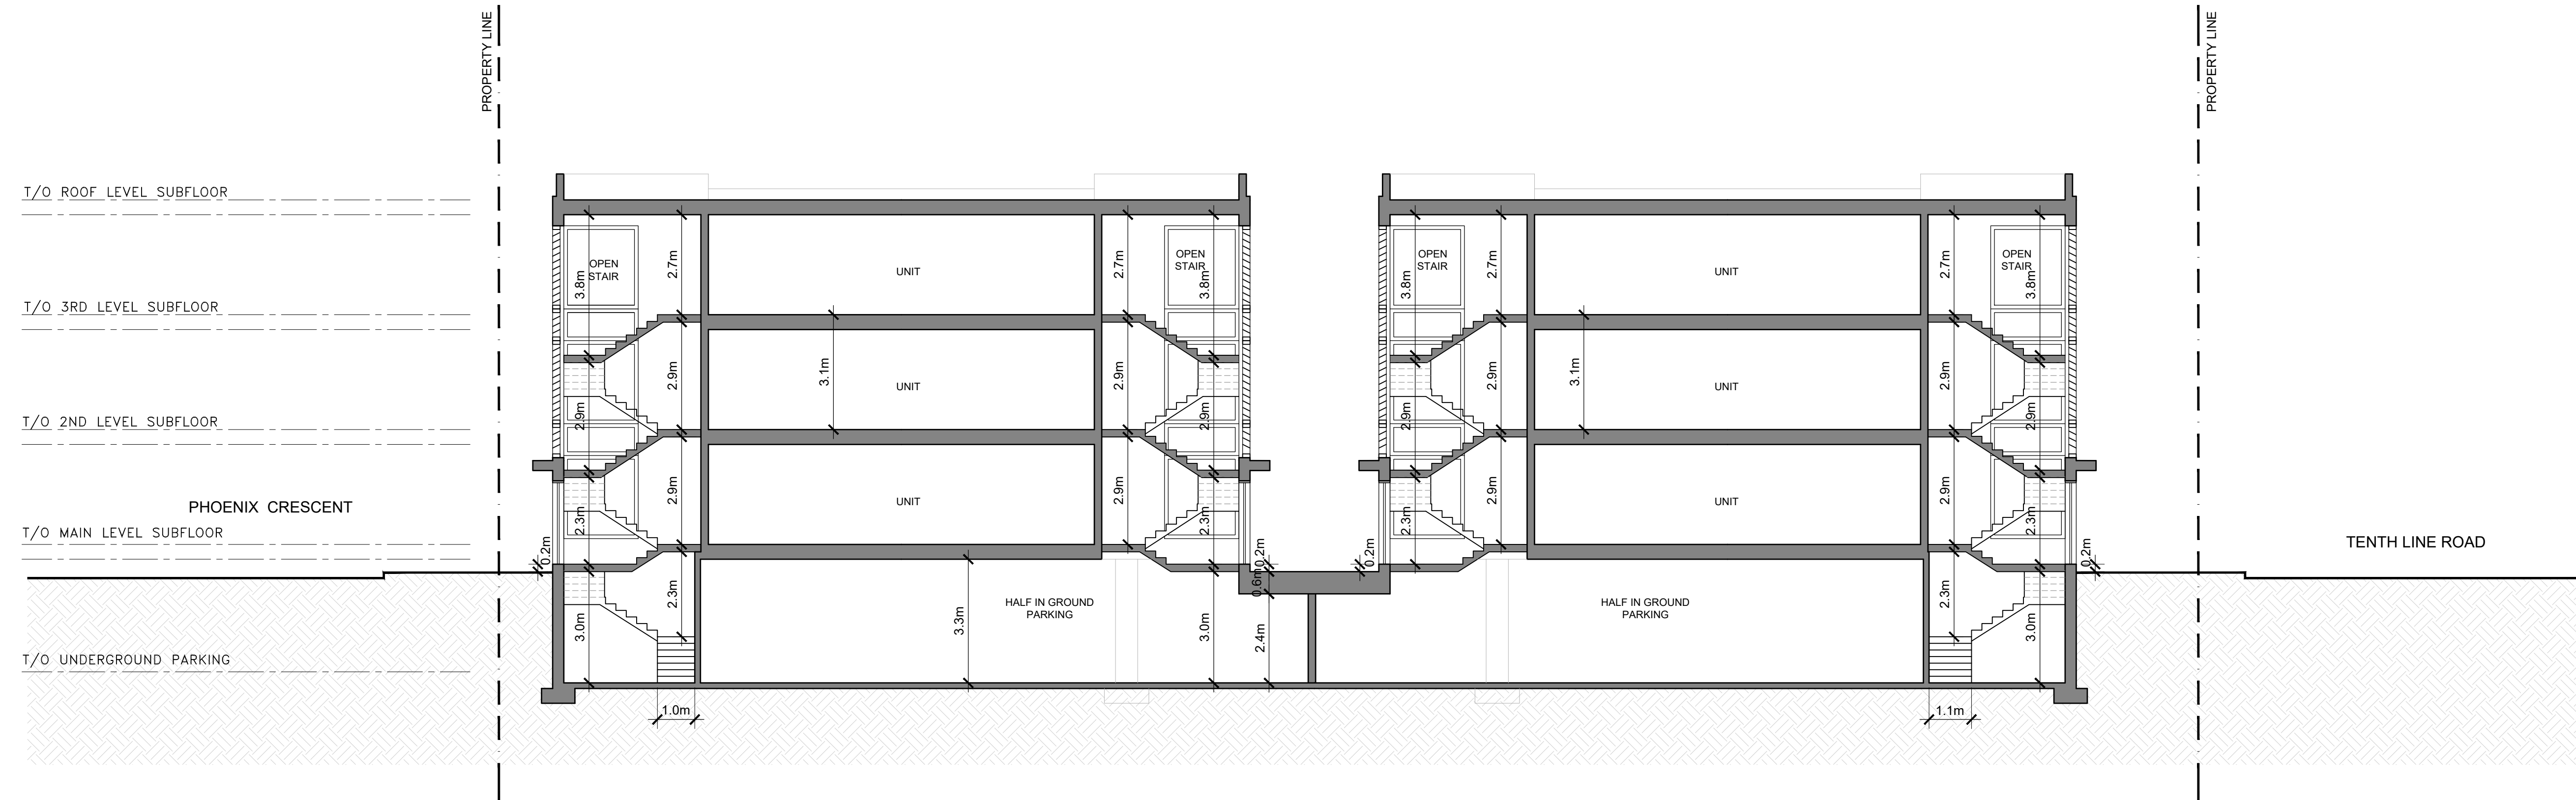 PROPERTY LINE
PROPERTY LINE
T/O ROOF LEVEL SUBFLOOR
T/O 3RD LEVEL SUBFLOOR
T/O 2ND LEVEL SUBFLOOR
PHOENIX CRESCENT
T/O MAIN LEVEL SUBFLOOR
T/O UNDERGROUND PARKING
TENTH LINE ROAD
OPEN
STAIR
3.8m
2.7m
UNIT
2.7m
OPEN
STAIR
3.8m
OPEN
STAIR
3.8m
2.7m
UNIT
2.7m
OPEN
STAIR
3.8m
2.9m
2.9m
3.1m
UNIT
2.9m
2.9m
2.9m
2.9m
3.1m
UNIT
2.9m
2.9m
0.2m
2.3m
2.9m
UNIT
2.9m
2.3m
0.2m
0.6m
0.2m
2.3m
2.9m
UNIT
2.9m
2.3m
0.2m
3.0m
2.3m
3.3m
HALF IN GROUND
PARKING
3.0m
2.4m
HALF IN GROUND
PARKING
2.3m
3.0m
1.0m
1.1m